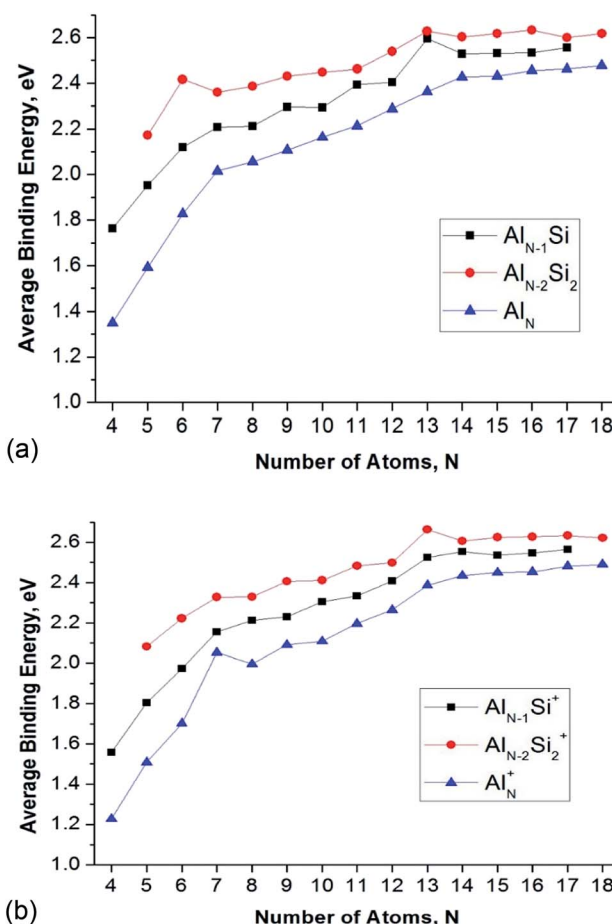 2.6
2.4
2.2
2.0
1.8
1.6
1.4
1.2
1.0
Average Binding Energy, eV
Al_{N-1}Si
Al_{N-2}Si_2
Al_N
4 5 6 7 8 9 10 11 12 13 14 15 16 17 18
(a)
Number of Atoms, N
2.6
2.4
2.2
2.0
1.8
1.6
1.4
1.2
1.0
Average Binding Energy, eV
Al_{N-1}Si^+
Al_{N-2}Si_2^+
Al_N^+
4 5 6 7 8 9 10 11 12 13 14 15 16 17 18
(b)
Number of Atoms, N